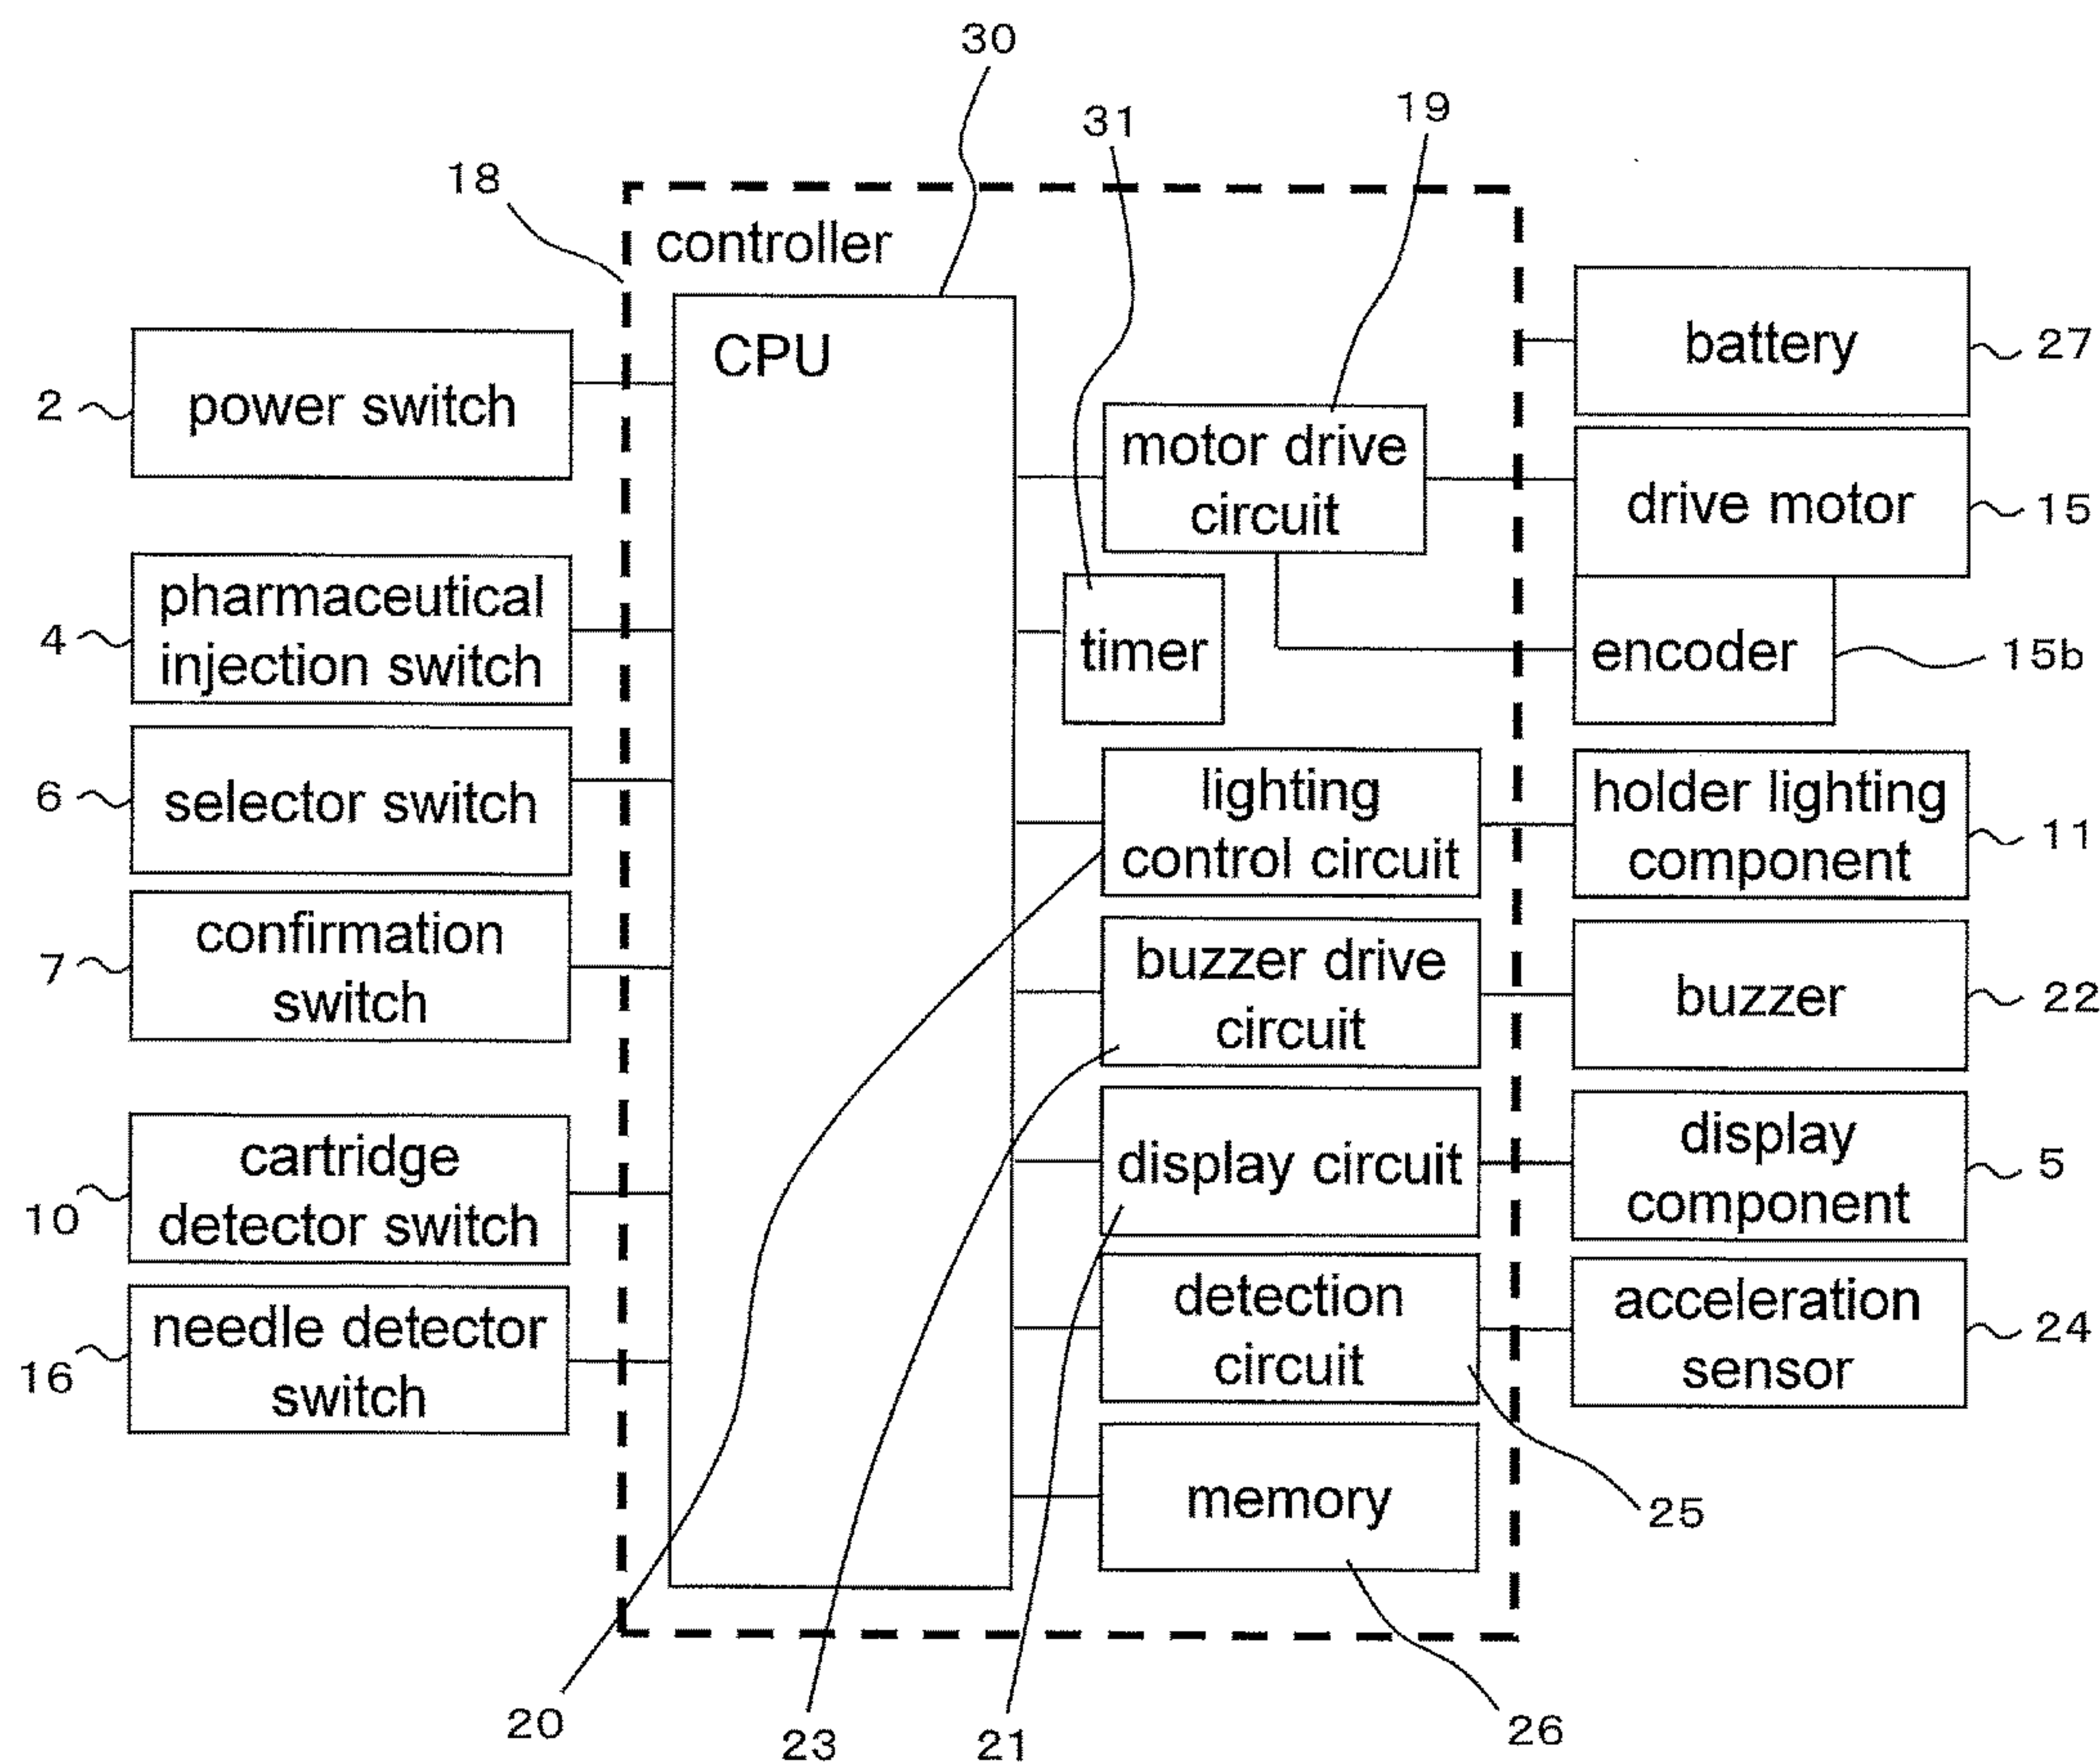 30
19
31
18
controller
CPU
battery
27
2
power switch
motor drive
circuit
drive motor
15
4
pharmaceutical
injection switch
timer
encoder
15b
6
selector switch
lighting
control circuit
holder lighting
component
11
7
confirmation
switch
buzzer drive
circuit
buzzer
22
10
cartridge
detector switch
display circuit
display
component
5
16
needle detector
switch
detection
circuit
acceleration
sensor
24
memory
25
20
23
21
26